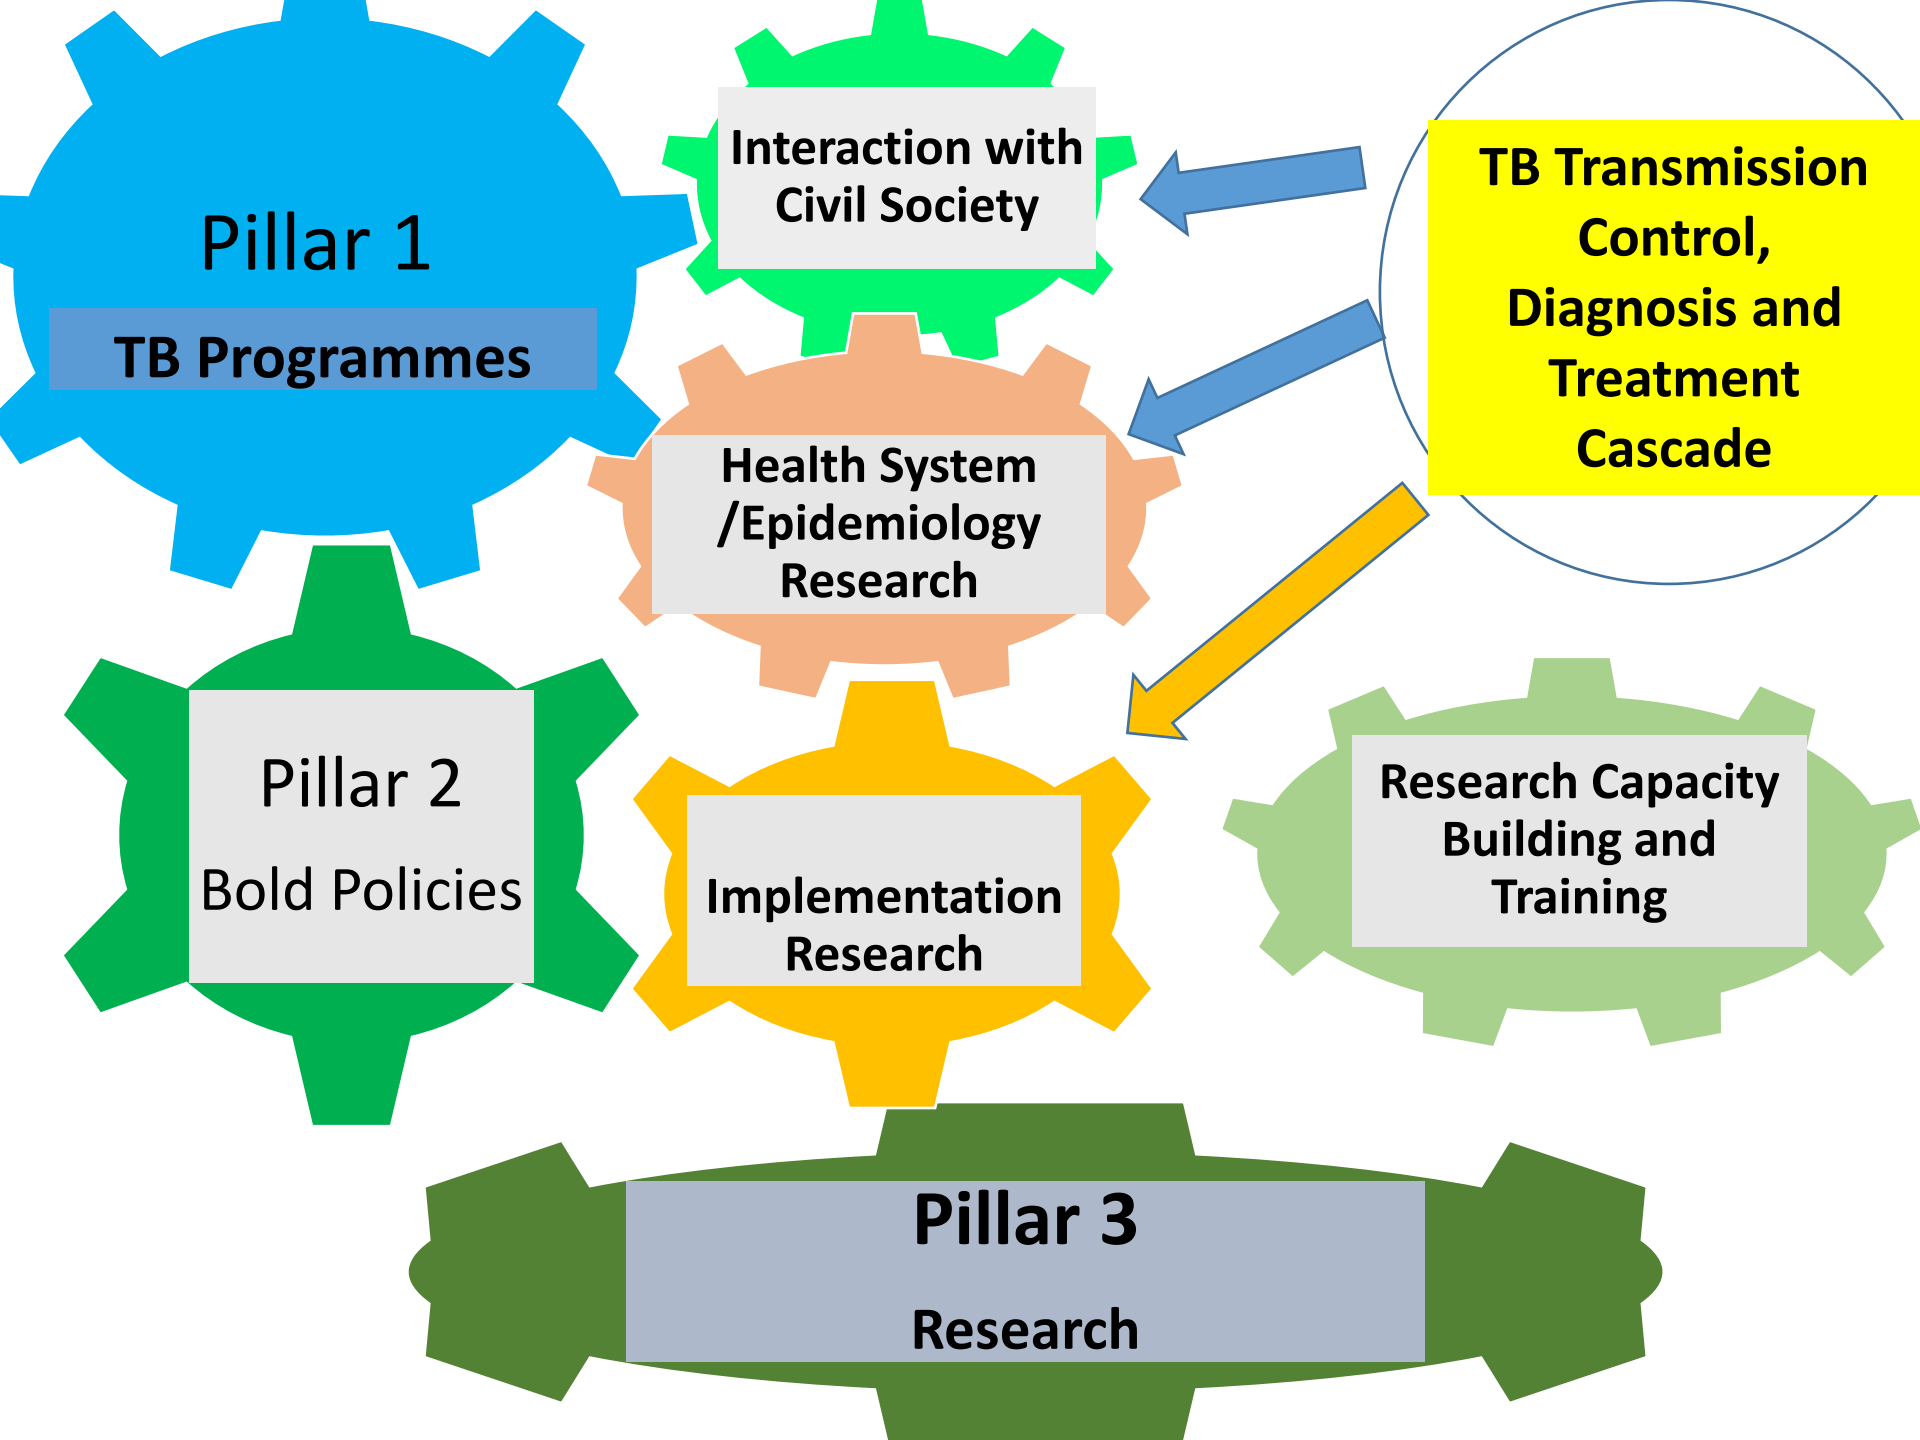 Pillar 1
TB Programmes
Interaction with
Civil Society
TB Transmission
Control,
Diagnosis and
Treatment
Cascade
Health System
/Epidemiology
Research
Pillar 2
Bold Policies
Implementation
Research
Research Capacity
Building and
Training
Pillar 3
Research